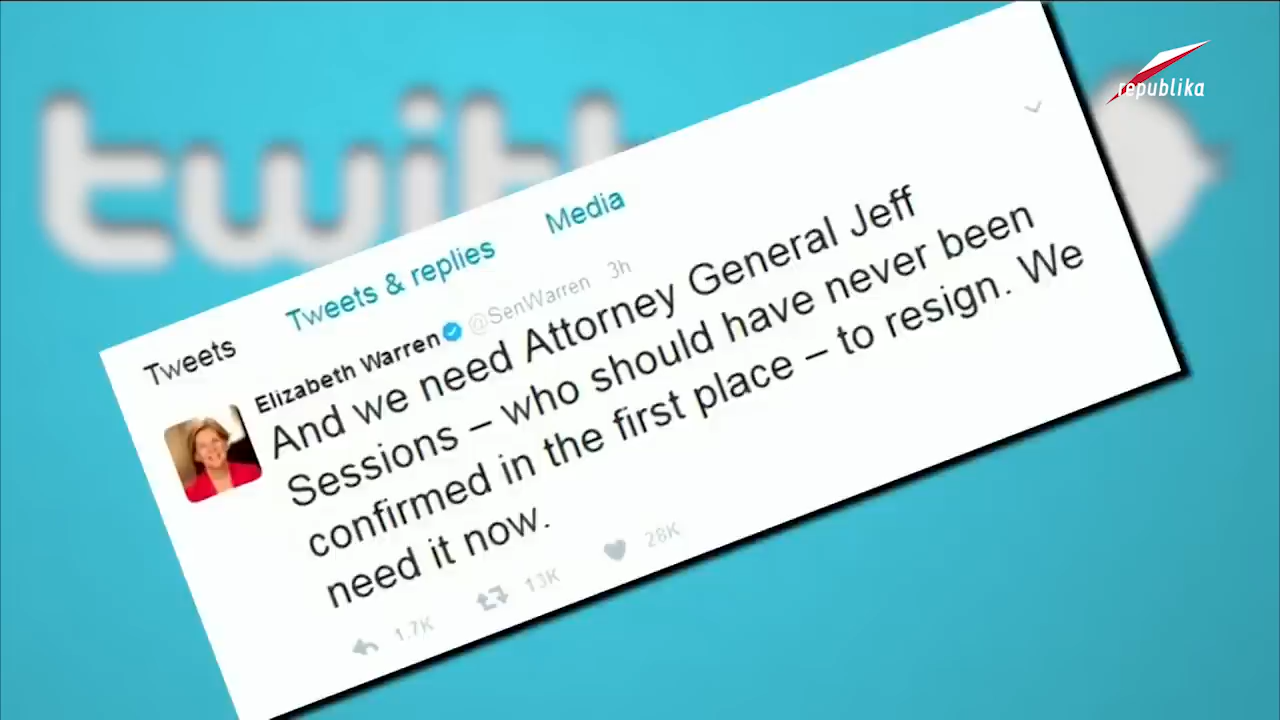 republika
twitt
Tweets
Tweets & replies
Media
Elizabeth Warren @SenWarren 3h
And we need Attorney General Jeff
Sessions – who should have never been
confirmed in the first place – to resign. We
need it now.
1.7K
13K
28K